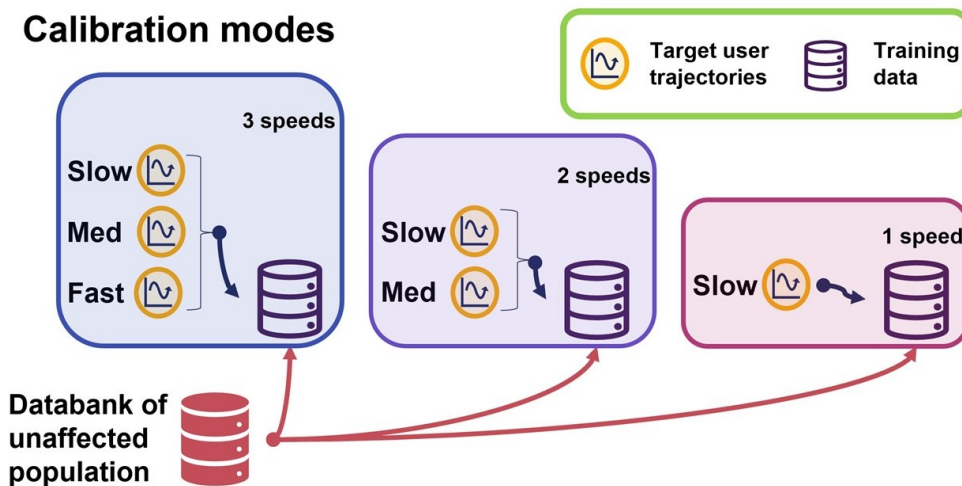 Calibration modes
Target user
trajectories
Training
data
3 speeds
Slow
Med
Fast
2 speeds
Slow
Med
1 speed
Slow
Databank of
unaffected
population